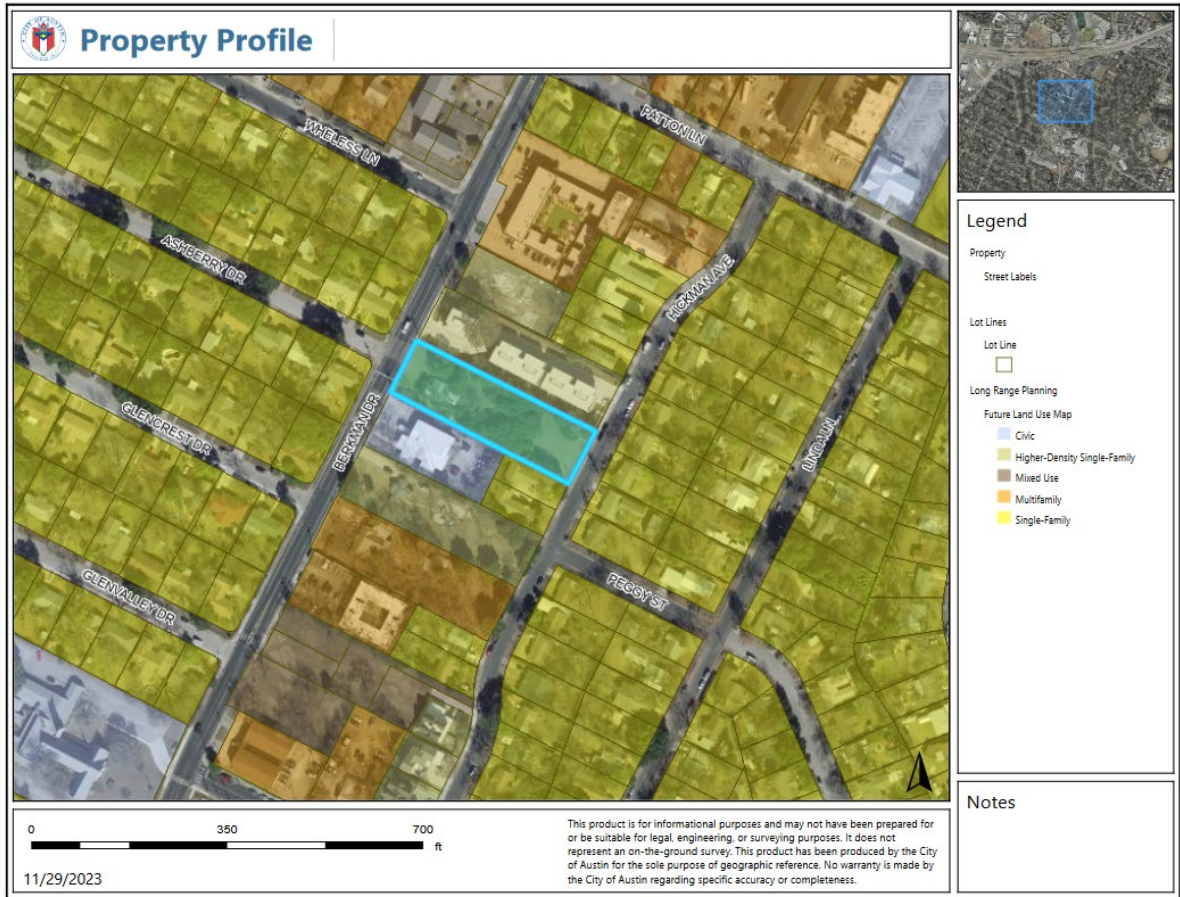 Property Profile
WHELESS LN
PATTON LN
ASHBERRY DR
HICKMAN AVE
GLENCREST DR
BERKMAN DR
LINDA LN
GLENVALLEY DR
PEGGY ST
Legend
Property
Street Labels
Lot Lines
Lot Line
Long Range Planning
Future Land Use Map
Civic
Higher-Density Single-Family
Mixed Use
Multifamily
Single-Family
Notes
0 350 700
ft
11/29/2023
This product is for informational purposes and may not have been prepared for
or be suitable for legal, engineering, or surveying purposes. It does not
represent an on-the-ground survey. This product has been produced by the City
of Austin for the sole purpose of geographic reference. No warranty is made by
the City of Austin regarding specific accuracy or completeness.